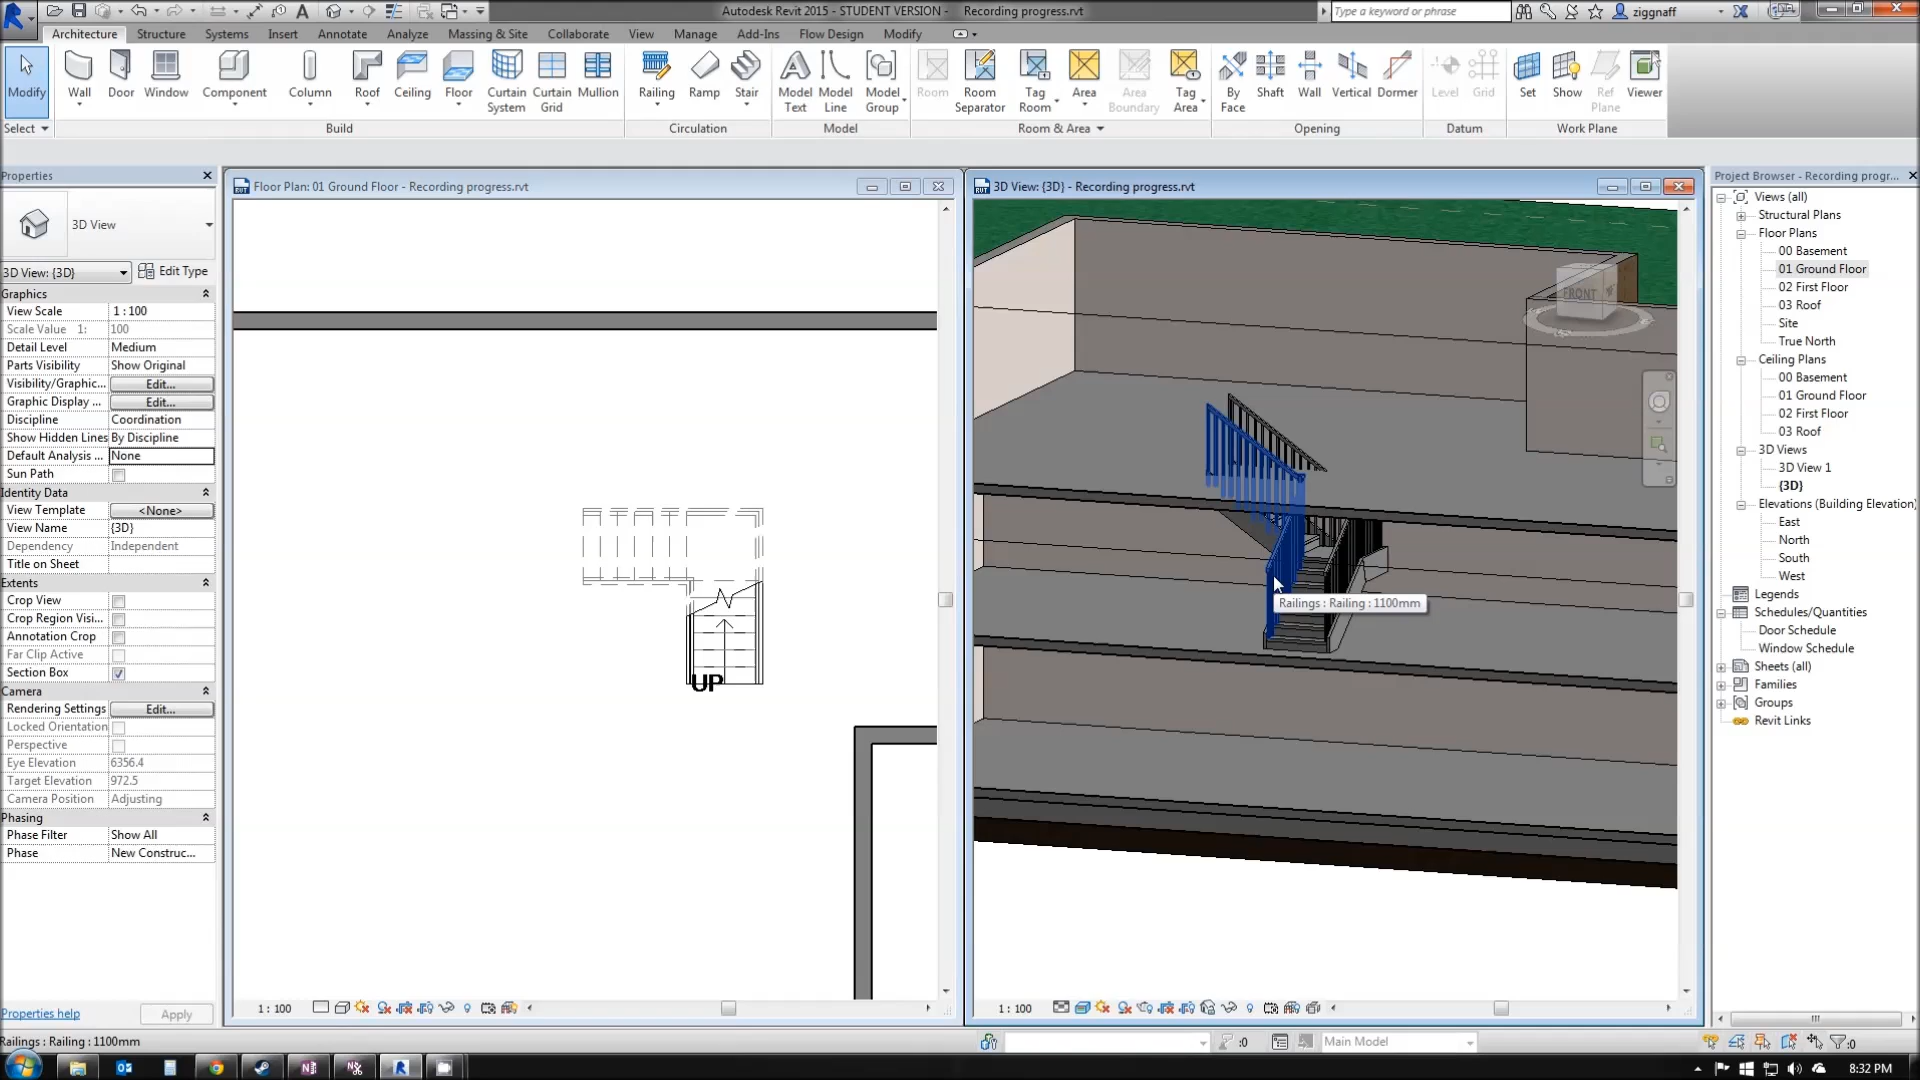 Autodesk Revit 2015 - STUDENT VERSION - Recording progress.rvt
Type a keyword or phrase
ziggnaff
Architecture Structure Systems Insert Annotate Analyze Massing & Site Collaborate View Manage Add-Ins Flow Design Modify
Modify Wall Door Window Component Column Roof Ceiling Floor Curtain System Curtain Grid Mullion Railing Ramp Stair Model Text Model Line Model Group Room Room Separator Tag Room Area Area Boundary Tag Area By Face Shaft Wall Vertical Dormer Level Grid Set Show Ref Plane Viewer
Select Build Circulation Model Room & Area Opening Datum Work Plane
Properties
3D View
3D View: {3D} Edit Type
Graphics
View Scale 1 : 100
Scale Value 1: 100
Detail Level Medium
Parts Visibility Show Original
Visibility/Graphic... Edit...
Graphic Display ... Edit...
Discipline Coordination
Show Hidden Lines By Discipline
Default Analysis ... None
Sun Path
Identity Data
View Template <None>
View Name {3D}
Dependency Independent
Title on Sheet
Extents
Crop View
Crop Region Visi...
Annotation Crop
Far Clip Active
Section Box
Camera
Rendering Settings Edit...
Locked Orientation
Perspective
Eye Elevation 6356.4
Target Elevation 972.5
Camera Position Adjusting
Phasing
Phase Filter Show All
Phase New Construc...
Properties help Apply
Floor Plan: 01 Ground Floor - Recording progress.rvt
UP
1 : 100
3D View: {3D} - Recording progress.rvt
FRONT
Railings : Railing : 1100mm
1 : 100
Project Browser - Recording progr...
Views (all)
Structural Plans
Floor Plans
00 Basement
01 Ground Floor
02 First Floor
03 Roof
Site
True North
Ceiling Plans
00 Basement
01 Ground Floor
02 First Floor
03 Roof
3D Views
3D View 1
{3D}
Elevations (Building Elevation)
East
North
South
West
Legends
Schedules/Quantities
Door Schedule
Window Schedule
Sheets (all)
Families
Groups
Revit Links
Railings : Railing : 1100mm
:0 Main Model :0
8:32 PM